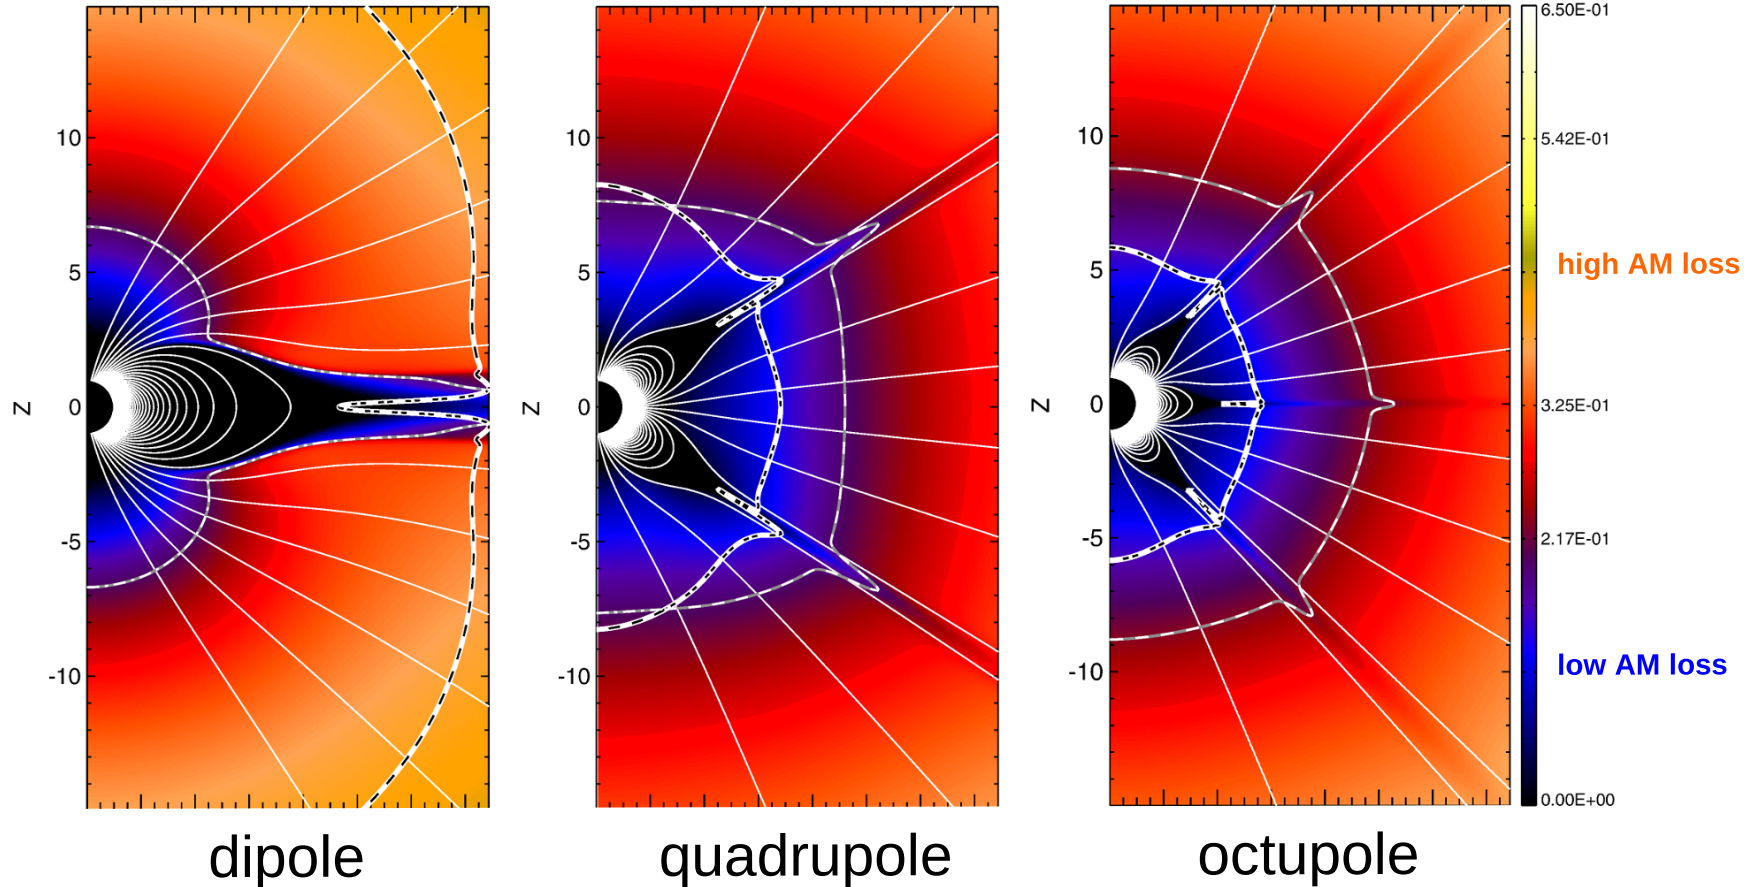 10
5
0
-5
-10
z
dipole
10
5
0
-5
-10
z
quadrupole
10
5
0
-5
-10
z
octupole
6.50E-01
5.42E-01
3.25E-01
2.17E-01
0.00E+00
high AM loss
low AM loss